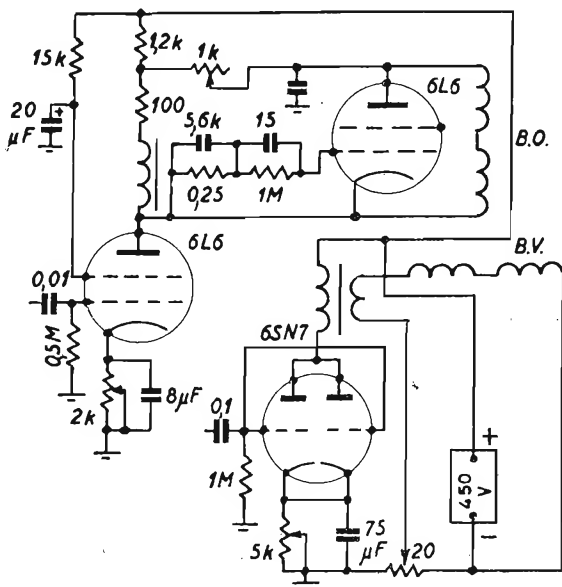 15k
1,2k
1k
6L6
20
µF
+
100
5,6k
15
0,25
1M
B.O.
6L6
B.V.
0,01
0,5M
6SN7
2k
8µF
0,1
1M
+
450
V
-
75
µF
5k
20